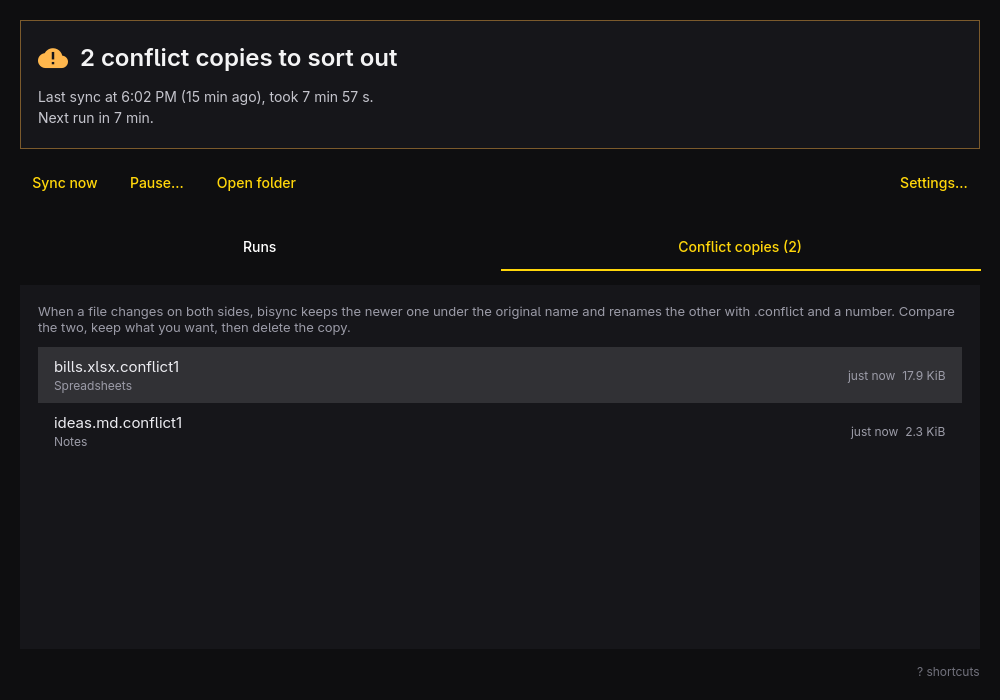 2 conflict copies to sort out
Last sync at 6:02 PM (15 min ago), took 7 min 57 s.
Next run in 7 min.
Sync now Pause... Open folder Settings...
Runs Conflict copies (2)
When a file changes on both sides, bisync keeps the newer one under the original name and renames the other with .conflict and a number. Compare
the two, keep what you want, then delete the copy.
bills.xlsx.conflict1
Spreadsheets
just now 17.9 KiB
ideas.md.conflict1
Notes
just now 2.3 KiB
? shortcuts